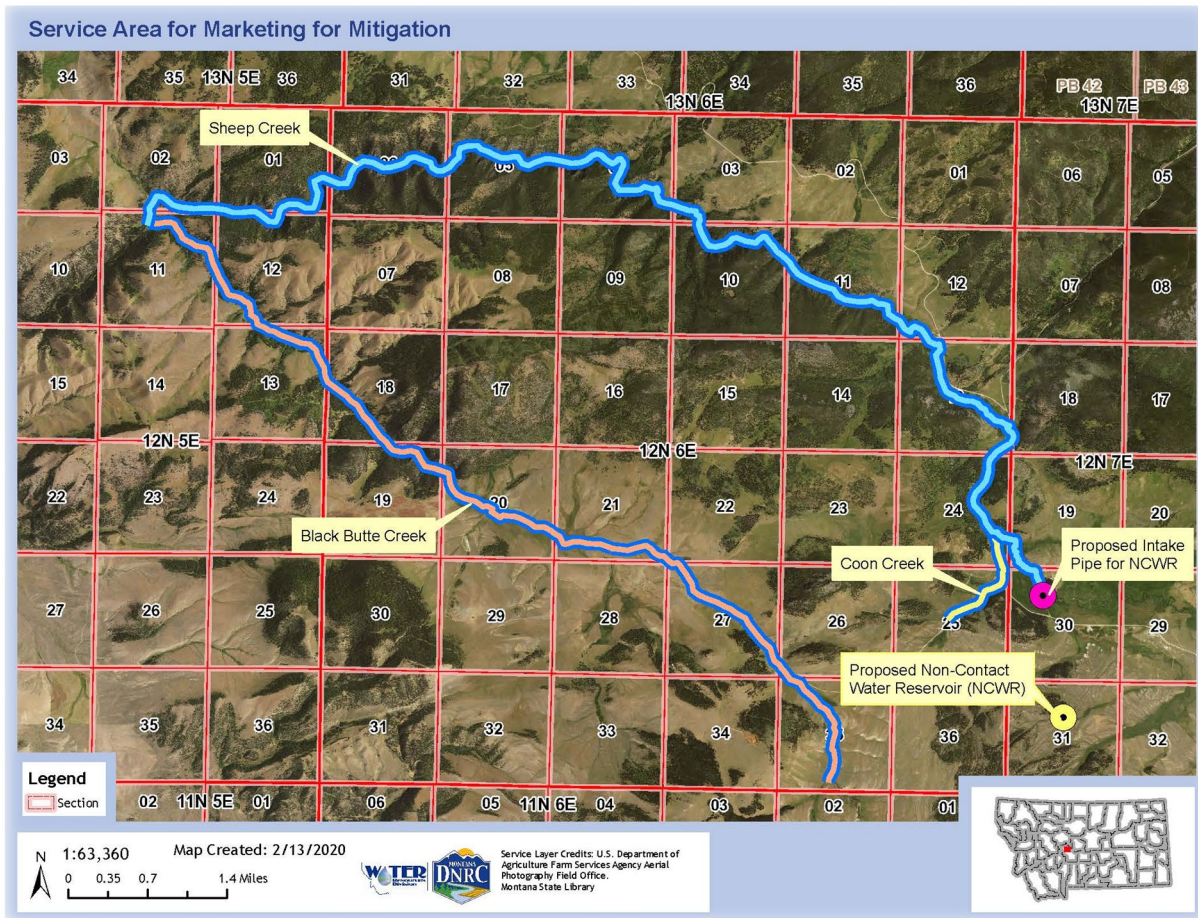 Service Area for Marketing for Mitigation
34 35 13N 5E 36 31 32 33 34 35 36 PB 42 PB 43
13N 6E 13N 7E
Sheep Creek
03 02 01 05 03 02 01 06 05
10 11 12 07 08 09 10 11 12 07 08
15 14 13 18 17 16 15 14 18 17
12N 5E 12N 6E 12N 7E
22 23 24 19 20 21 22 23 24 19 20
Black Butte Creek
Coon Creek
Proposed Intake
Pipe for NCWR
27 26 25 30 29 28 27 26 25 30 29
Proposed Non-Contact
Water Reservoir (NCWR)
34 35 36 31 32 33 34 36 31 32
02 11N 5E 01 06 05 11N 6E 04 03 02 01
Legend
Section
N
1:63,360
Map Created: 2/13/2020
0 0.35 0.7 1.4 Miles
WATER
MONTANA
DNRC
Service Layer Credits: U.S. Department of
Agriculture Farm Services Agency Aerial
Photography Field Office.
Montana State Library